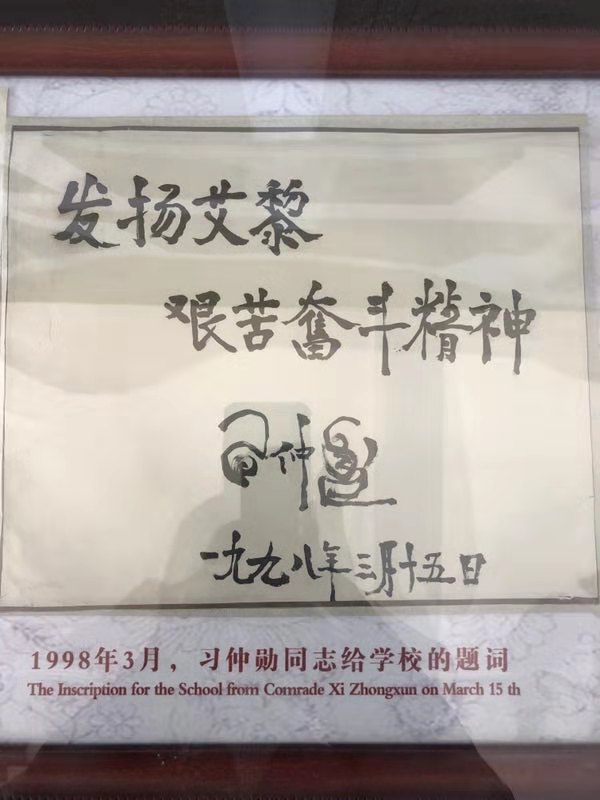 发扬艾黎
艰苦奋斗精神
习仲勋
一九九八年三月十五日
1998年3月，习仲勋同志给学校的题词
The Inscription for the School from Comrade Xi Zhongxun on March 15 th